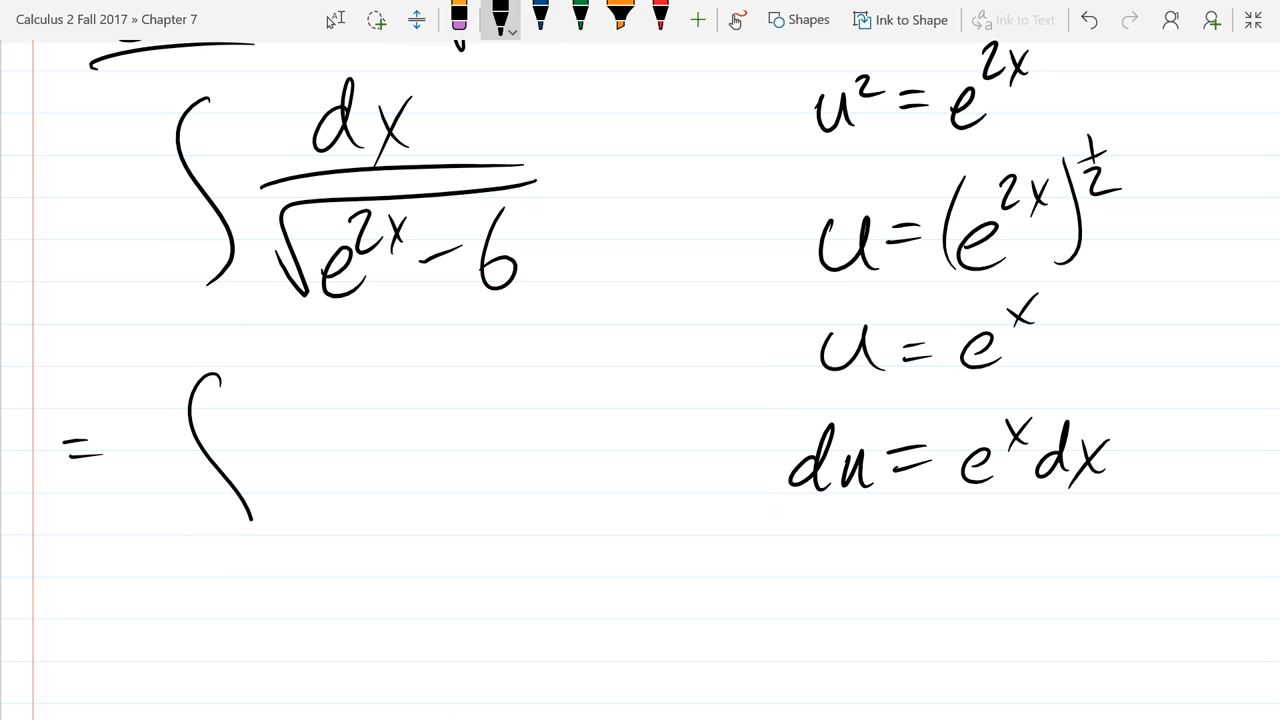 Calculus 2 Fall 2017 » Chapter 7
Shapes
Ink to Shape
Ink to Text
∫ dx / √(e^{2x} - 6)
= ∫
u² = e^{2x}
u = (e^{2x})^{1/2}
u = e^x
du = e^x dx